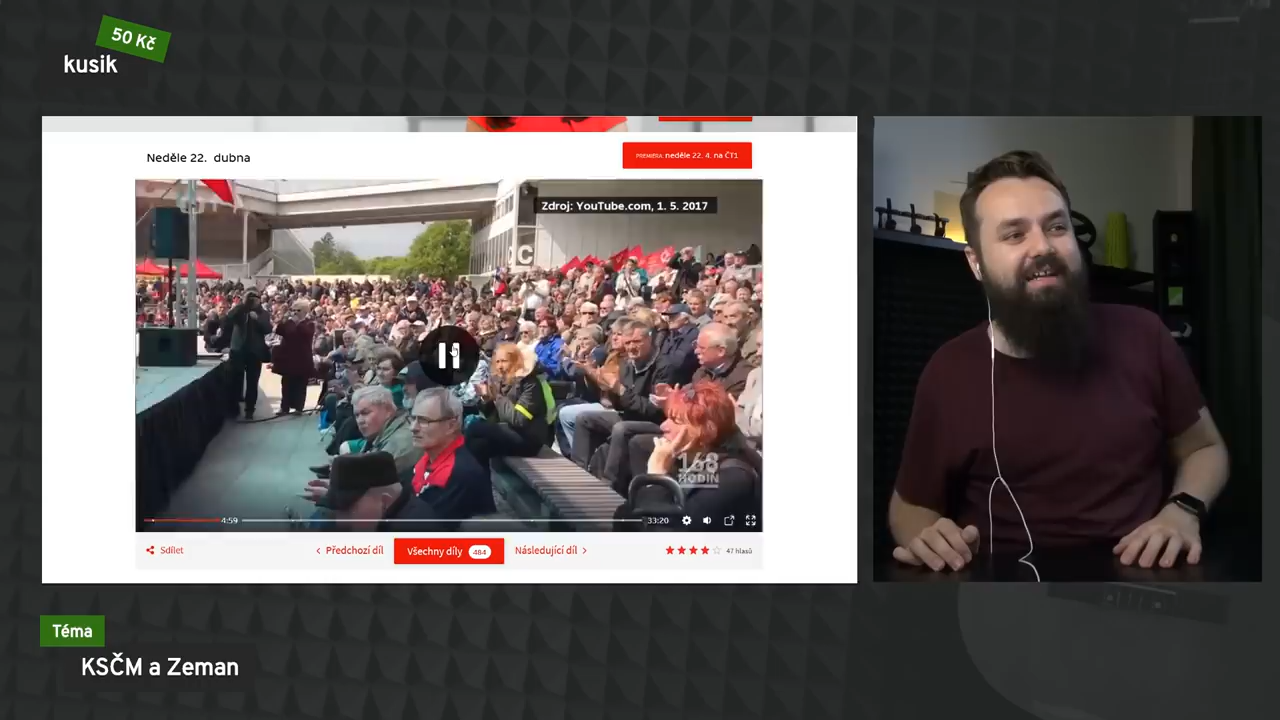 50 Kč
kusik
Neděle 22. dubna
PREMIÉRA: neděle 22. 4. na ČT1
Zdroj: YouTube.com, 1. 5. 2017
C
168
HODIN
4:59
33:20
Sdílet
Předchozí díl
Všechny díly 484
Následující díl
47 hlasů
Téma
KSČM a Zeman